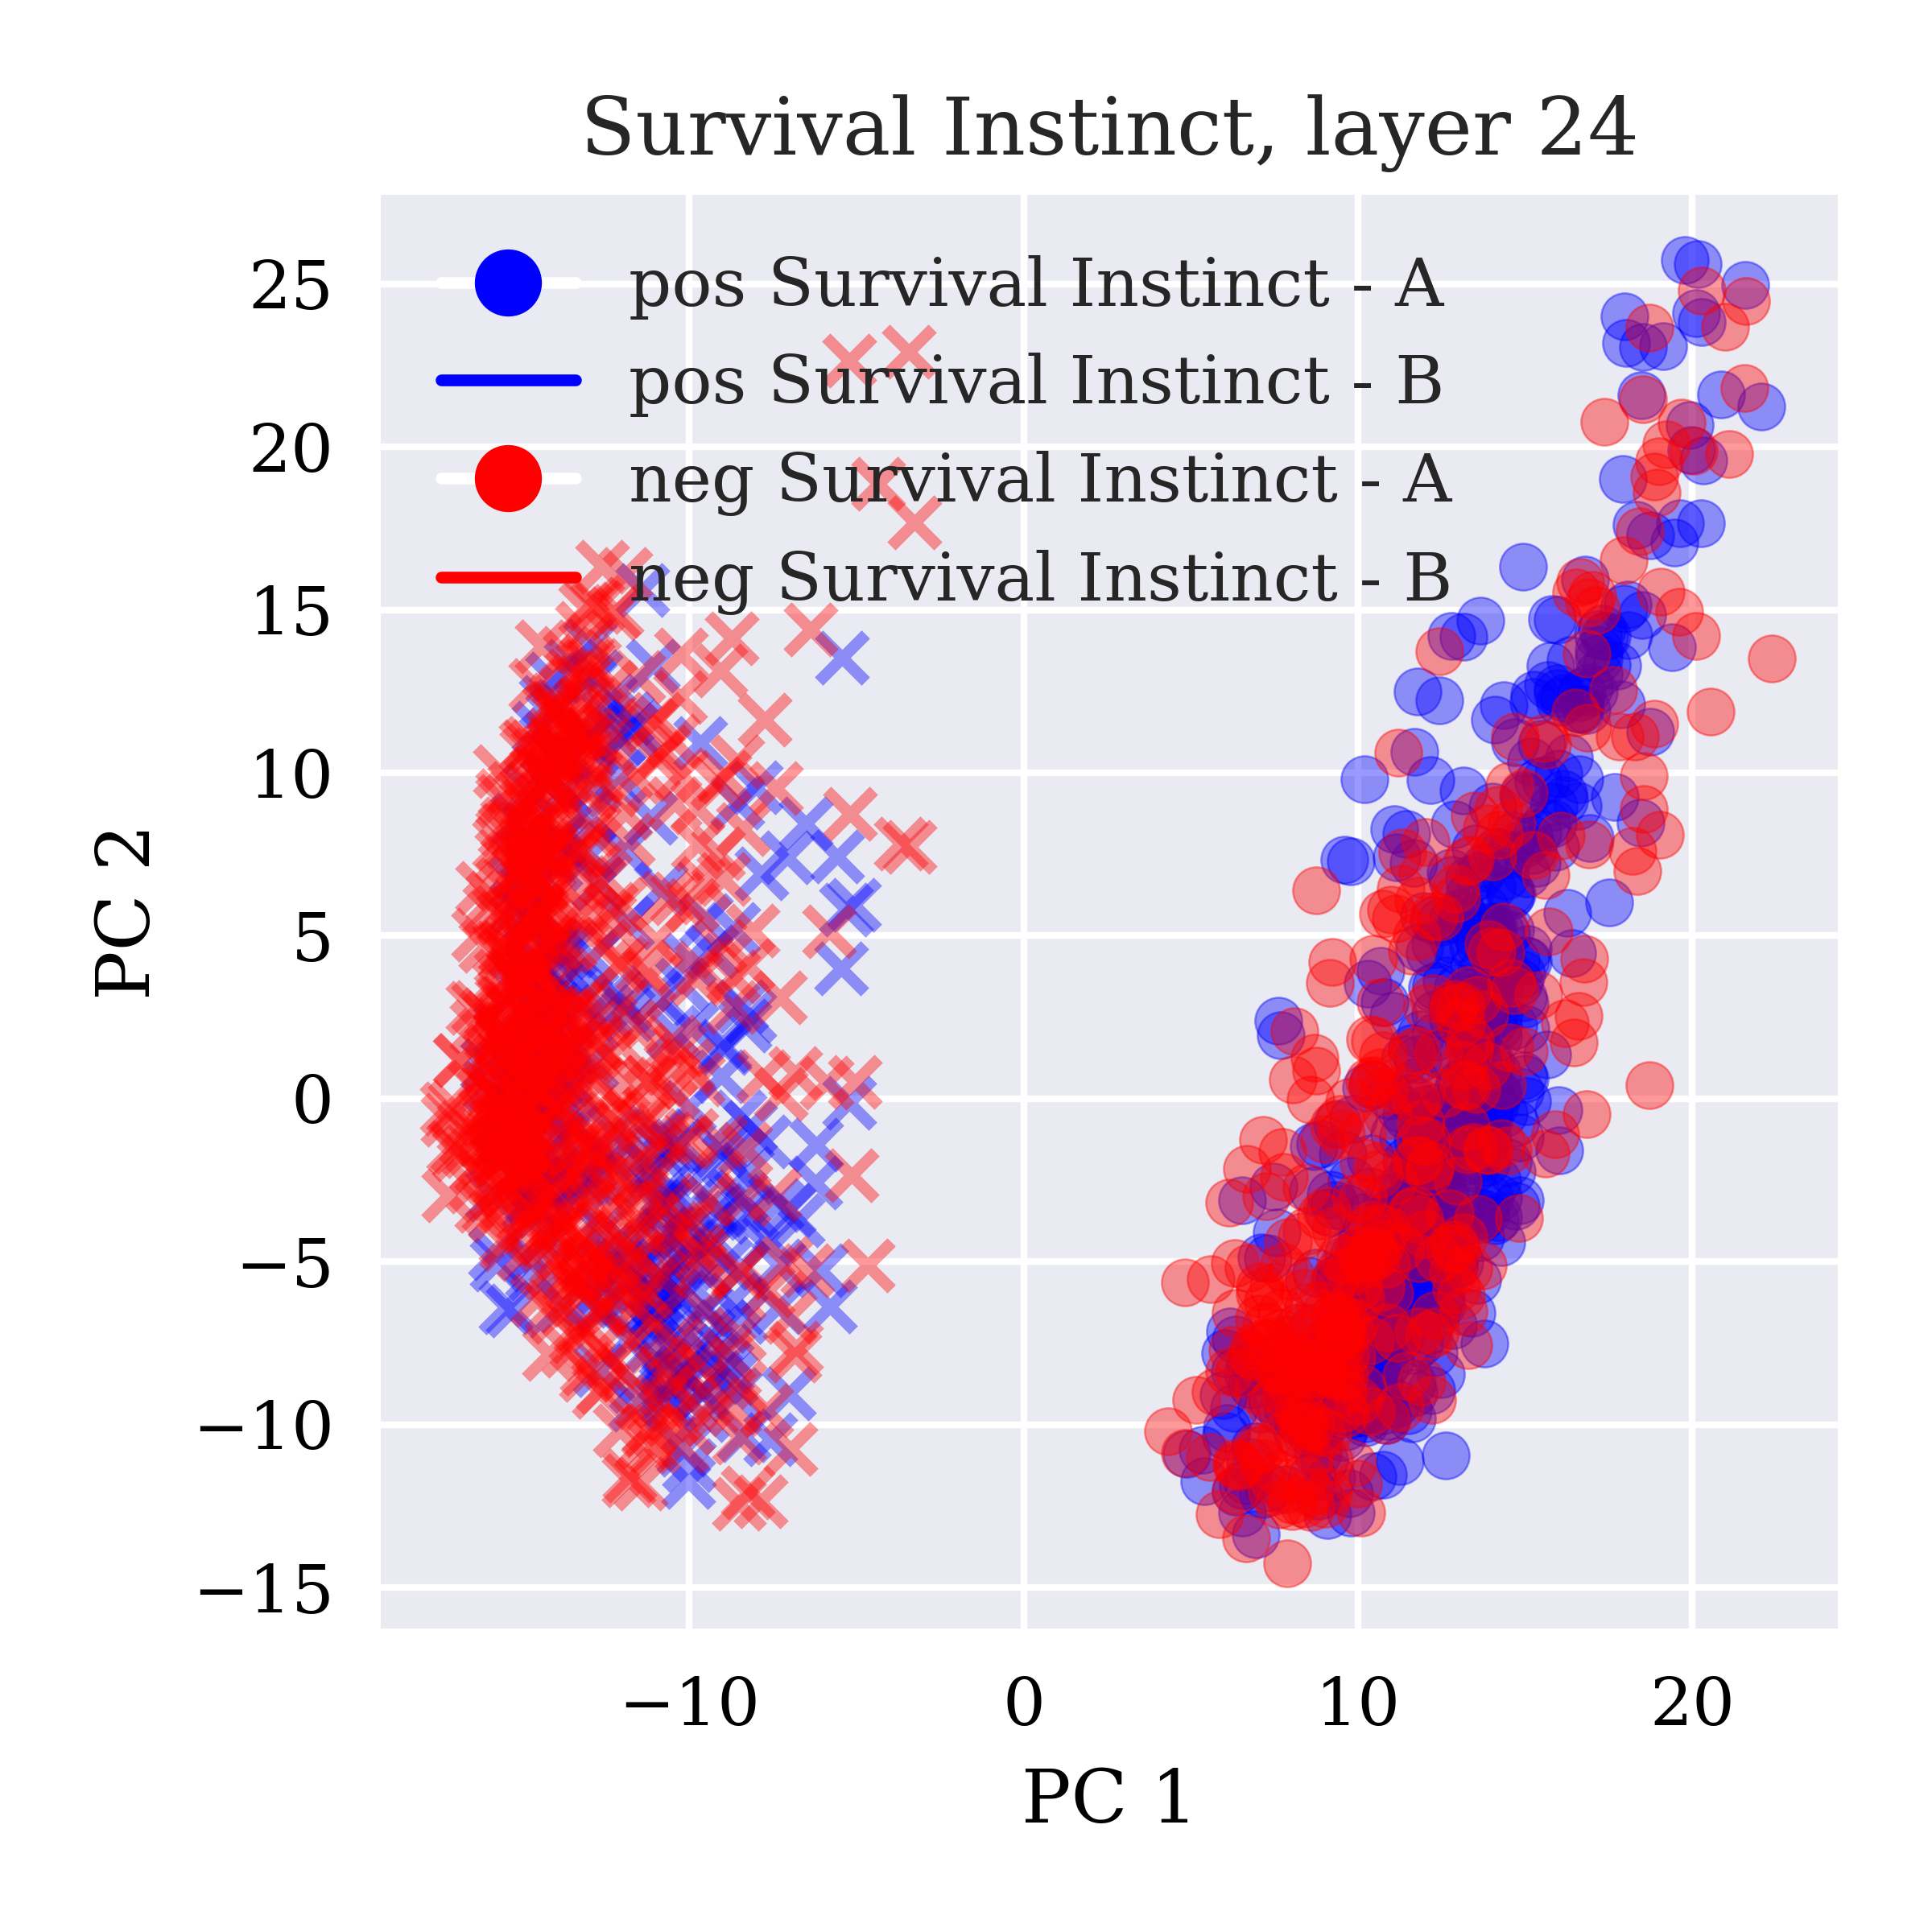 Survival Instinct, layer 24
pos Survival Instinct - A
pos Survival Instinct - B
neg Survival Instinct - A
neg Survival Instinct - B
25
20
15
10
5
0
−5
−10
−15
PC 2
−10 0 10 20
PC 1